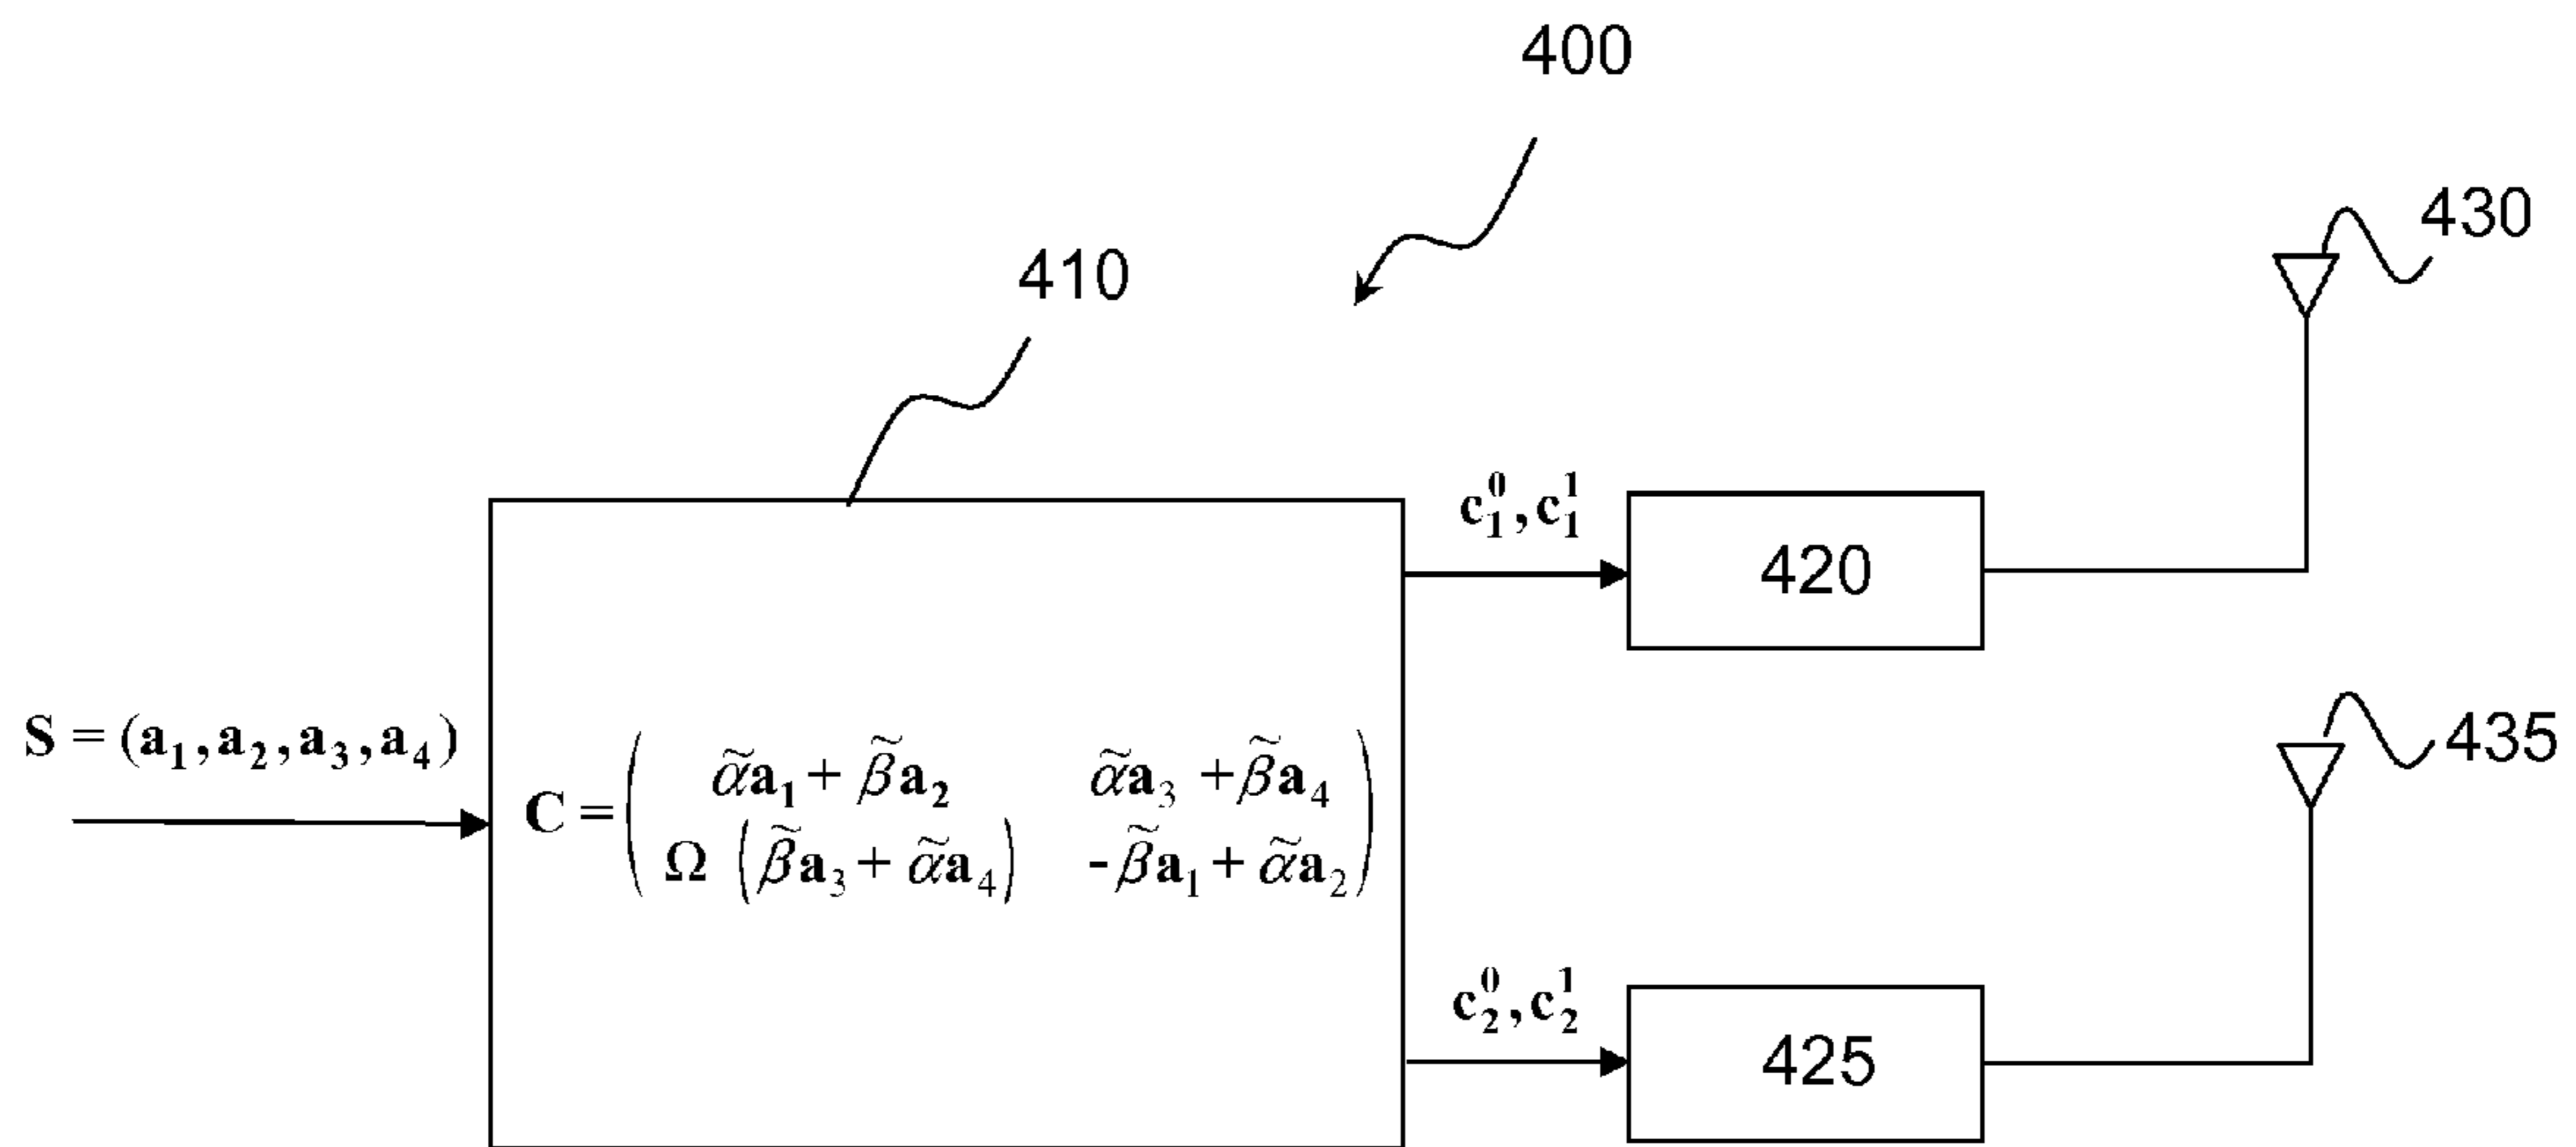 400
430
410
c₁⁰, c₁¹
420
435
S = (a₁, a₂, a₃, a₄)
C = ( α̃a₁ + β̃a₂   α̃a₃ + β̃a₄
Ω (β̃a₃ + α̃a₄)   -β̃a₁ + α̃a₂ )
c₂⁰, c₂¹
425